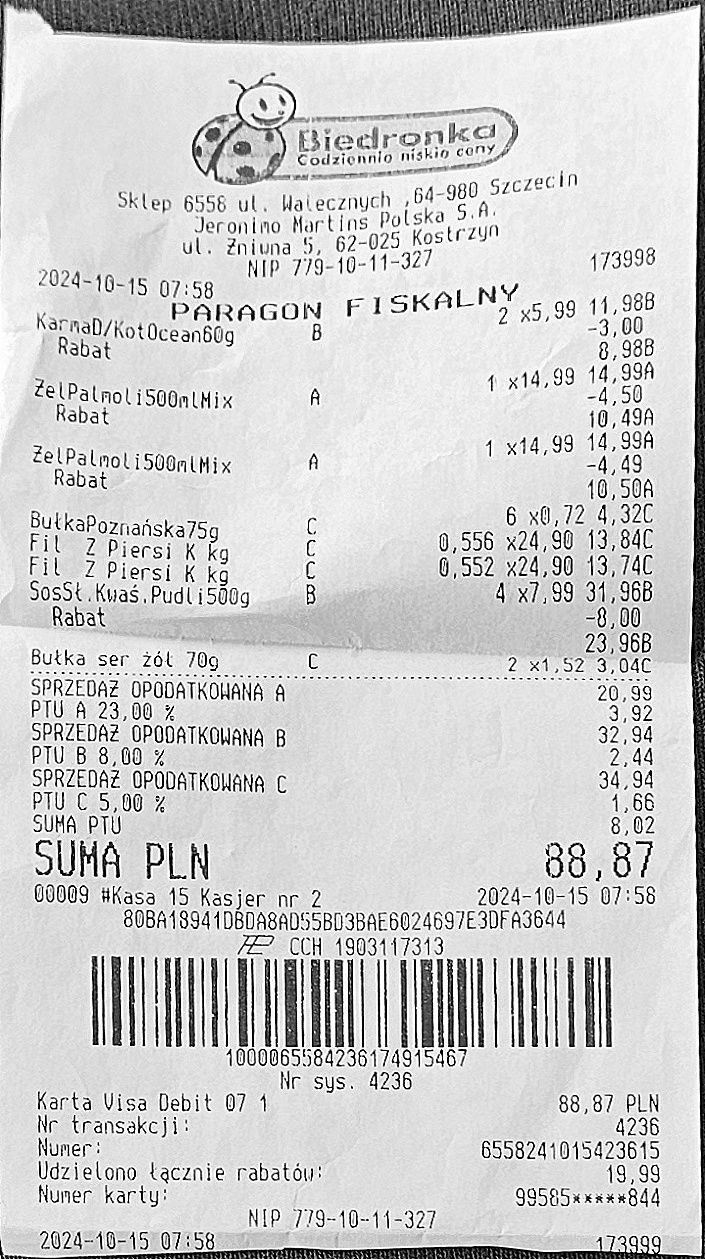 Biedronka
Codziennie niskie ceny
Sklep 6558 ul. Walecznych ,64-980 Szczecin
Jeronimo Martins Polska S.A.
ul. Żniwna 5, 62-025 Kostrzyn
NIP 779-10-11-327
2024-10-15 07:58 173998
PARAGON FISKALNY
KarmaD/KotOcean60g B 2 x5,99 11,98B
Rabat -3,00
8,98B
ŻelPalmoli500mlMix A 1 x14,99 14,99A
Rabat -4,50
10,49A
ŻelPalmoli500mlMix A 1 x14,99 14,99A
Rabat -4,49
10,50A
BułkaPoznańska75g C 6 x0,72 4,32C
Fil Z Piersi K kg C 0,556 x24,90 13,84C
Fil Z Piersi K kg C 0,552 x24,90 13,74C
SosSł.Kwaś.Pudli500g B 4 x7,99 31,96B
Rabat -8,00
23,96B
Bułka ser żół 70g C 2 x1,52 3,04C
SPRZEDAŻ OPODATKOWANA A 20,99
PTU A 23,00 % 3,92
SPRZEDAŻ OPODATKOWANA B 32,94
PTU B 8,00 % 2,44
SPRZEDAŻ OPODATKOWANA C 34,94
PTU C 5,00 % 1,66
SUMA PTU 8,02
SUMA PLN 88,87
00009 #Kasa 15 Kasjer nr 2 2024-10-15 07:58
80BA18941DBDA8AD55BD3BAE6024697E3DFA3644
CCH 1903117313
1000065584236174915467
Nr sys. 4236
Karta Visa Debit 07 1 88,87 PLN
Nr transakcji: 4236
Numer: 6558241015423615
Udzielono łącznie rabatów: 19,99
Numer karty: 99585*****844
NIP 779-10-11-327
2024-10-15 07:58 173999